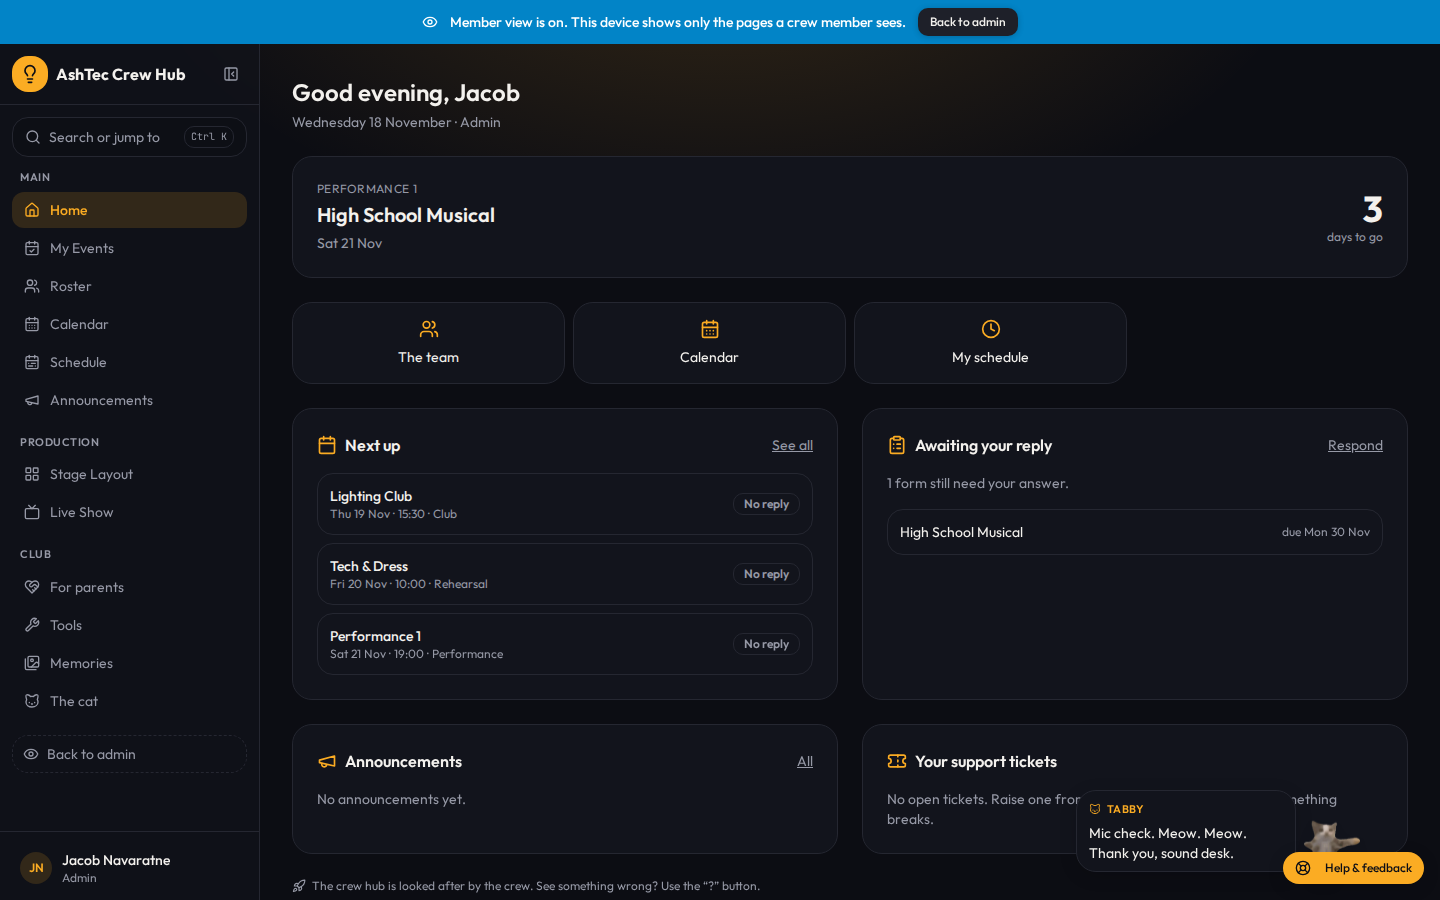 Member view is on. This device shows only the pages a crew member sees.
Back to admin
AshTec Crew Hub
Search or jump to
Ctrl K
MAIN
Home
My Events
Roster
Calendar
Schedule
Announcements
PRODUCTION
Stage Layout
Live Show
CLUB
For parents
Tools
Memories
The cat
Back to admin
JN
Jacob Navaratne
Admin
Good evening, Jacob
Wednesday 18 November · Admin
PERFORMANCE 1
High School Musical
Sat 21 Nov
3
days to go
The team
Calendar
My schedule
Next up
See all
Lighting Club
Thu 19 Nov · 15:30 · Club
No reply
Tech & Dress
Fri 20 Nov · 10:00 · Rehearsal
No reply
Performance 1
Sat 21 Nov · 19:00 · Performance
No reply
Awaiting your reply
Respond
1 form still need your answer.
High School Musical
due Mon 30 Nov
Announcements
All
No announcements yet.
Your support tickets
No open tickets. Raise one
breaks.
TABBY
Mic check. Meow. Meow.
Thank you, sound desk.
Help & feedback
The crew hub is looked after by the crew. See something wrong? Use the “?” button.